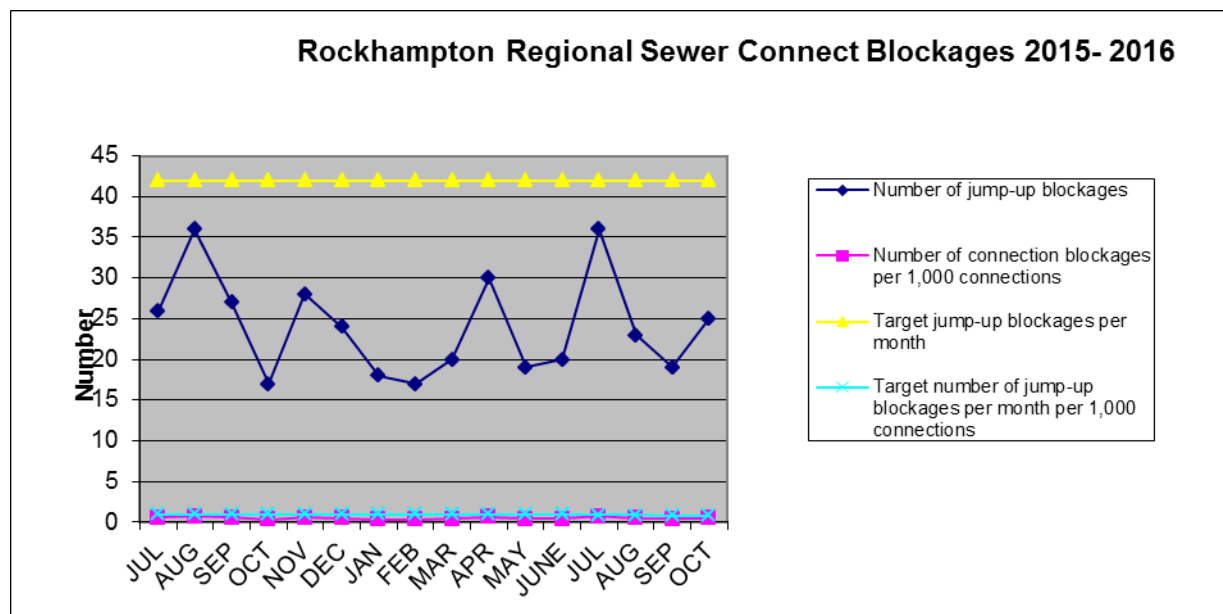 Rockhampton Regional Sewer Connect Blockages 2015- 2016
45
40
35
30
25
20
15
10
5
0
Number
JUL
AUG
SEP
OCT
NOV
DEC
JAN
FEB
MAR
APR
MAY
JUNE
JUL
AUG
SEP
OCT
Number of jump-up blockages
Number of connection blockages
per 1,000 connections
Target jump-up blockages per
month
Target number of jump-up
blockages per month per 1,000
connections